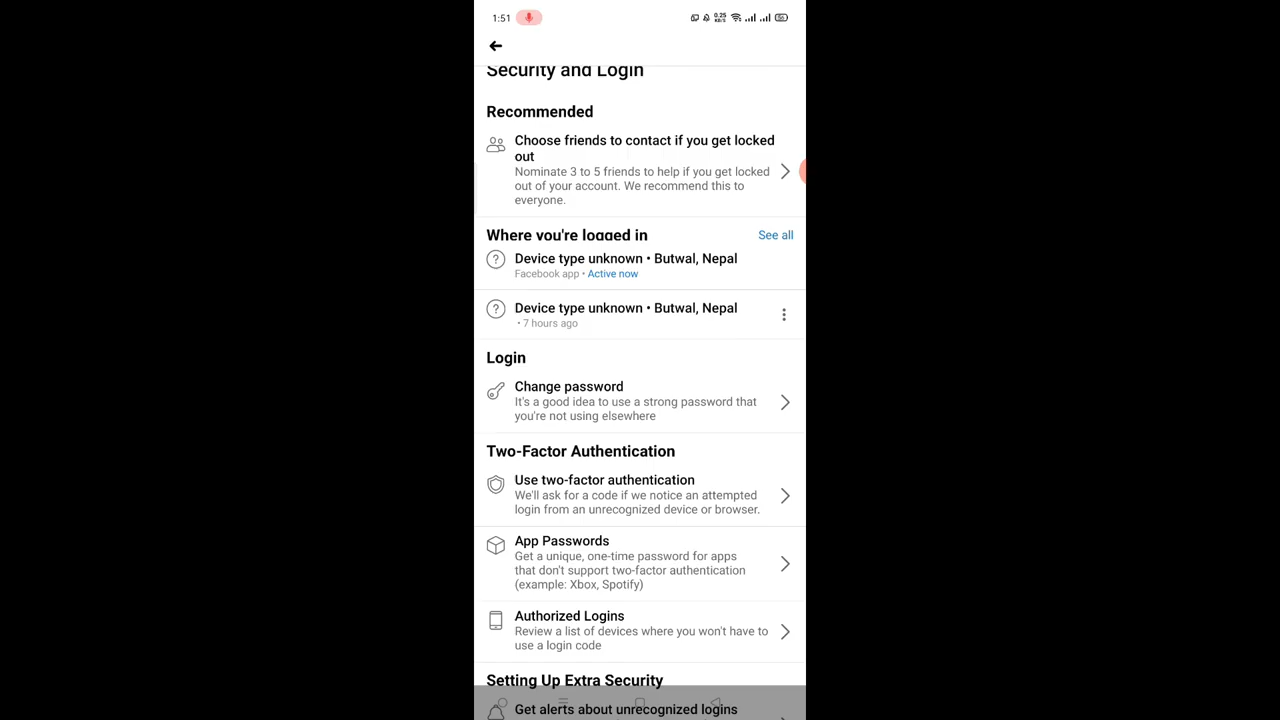 1:51
0.25
KB/S
Security and Login
Recommended
Choose friends to contact if you get locked
out
Nominate 3 to 5 friends to help if you get locked
out of your account. We recommend this to
everyone.
Where you're logged in
See all
Device type unknown • Butwal, Nepal
Facebook app • Active now
Device type unknown • Butwal, Nepal
• 7 hours ago
Login
Change password
It's a good idea to use a strong password that
you're not using elsewhere
Two-Factor Authentication
Use two-factor authentication
We'll ask for a code if we notice an attempted
login from an unrecognized device or browser.
App Passwords
Get a unique, one-time password for apps
that don't support two-factor authentication
(example: Xbox, Spotify)
Authorized Logins
Review a list of devices where you won't have to
use a login code
Setting Up Extra Security
Get alerts about unrecognized logins